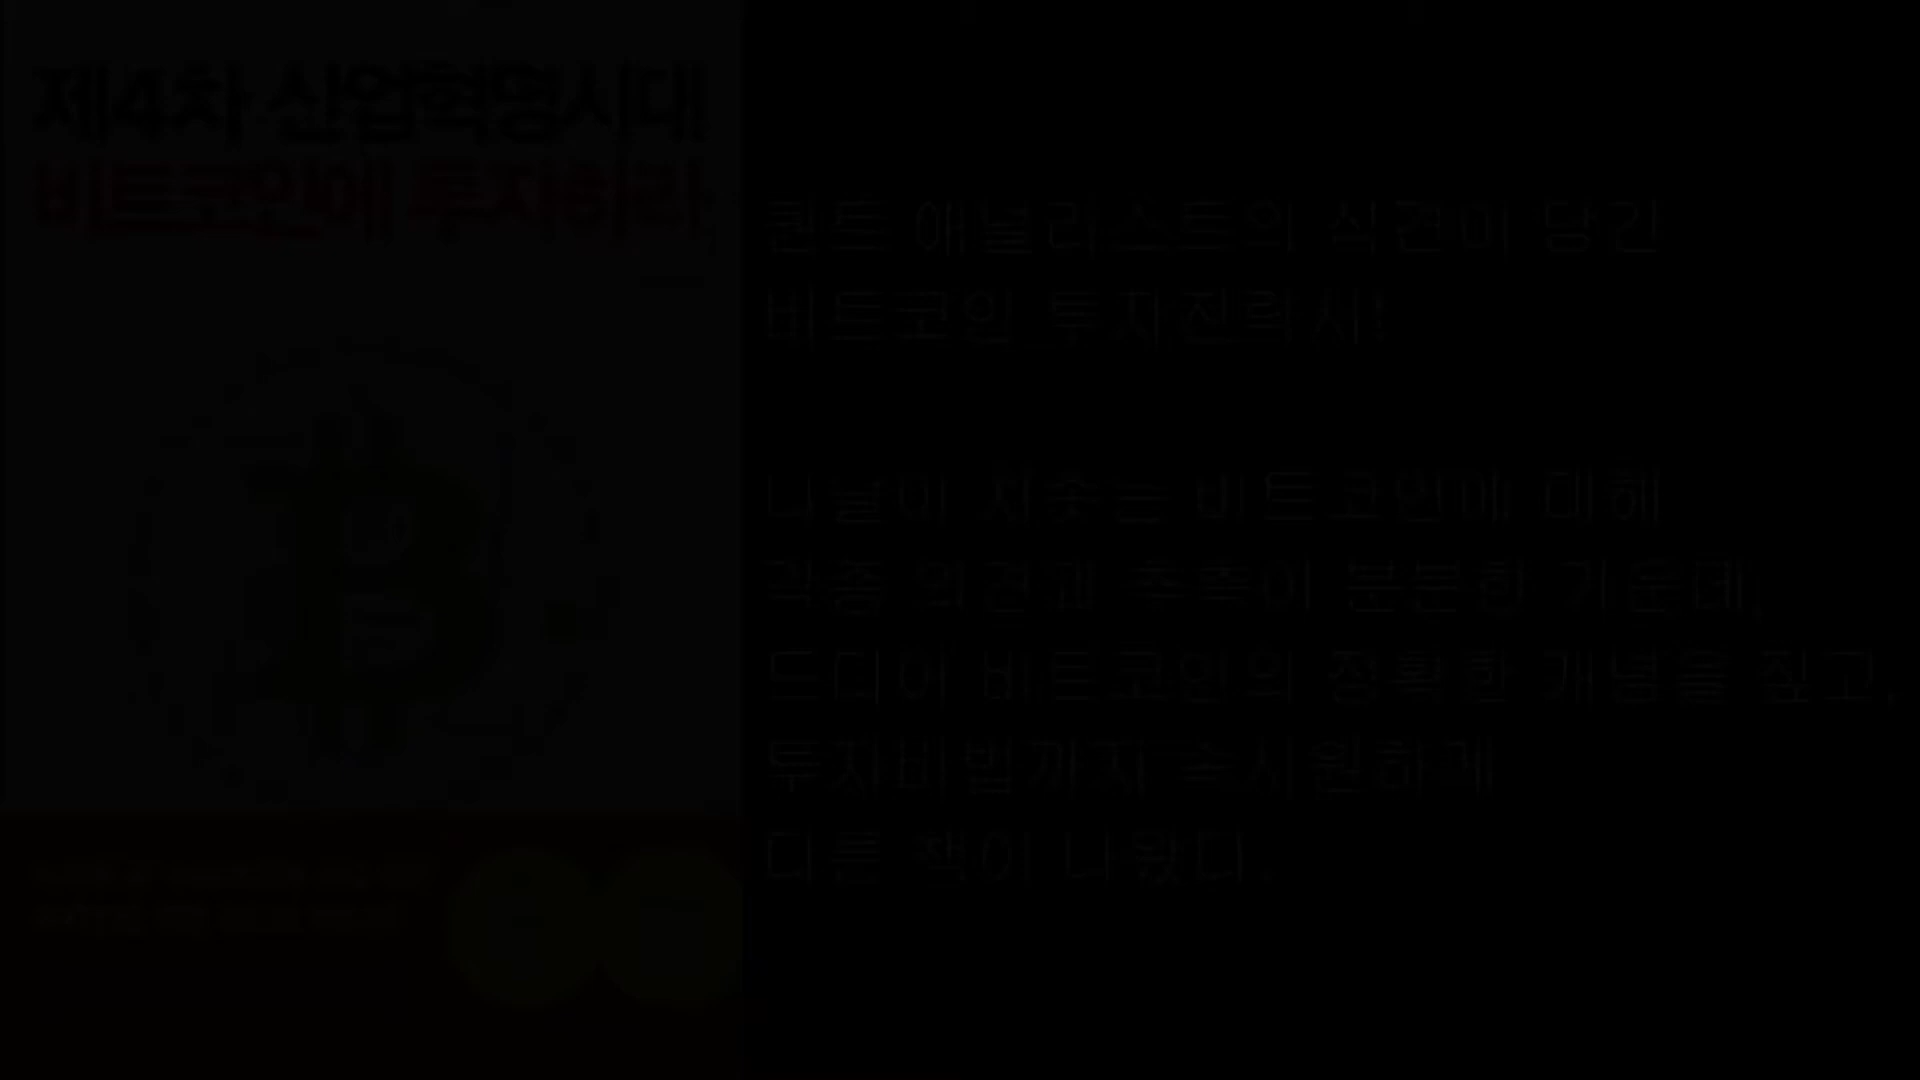 제4차 산업혁명시대
비트코인에 투자하라
퀀트 애널리스트의 식견이 담긴
비트코인 투자전략서!
나날이 치솟는 비트코인에 대해
각종 의견과 추측이 분분한 가운데,
드디어 비트코인의 정확한 개념을 짚고,
투자비법까지 속시원하게
다룬 책이 나왔다.